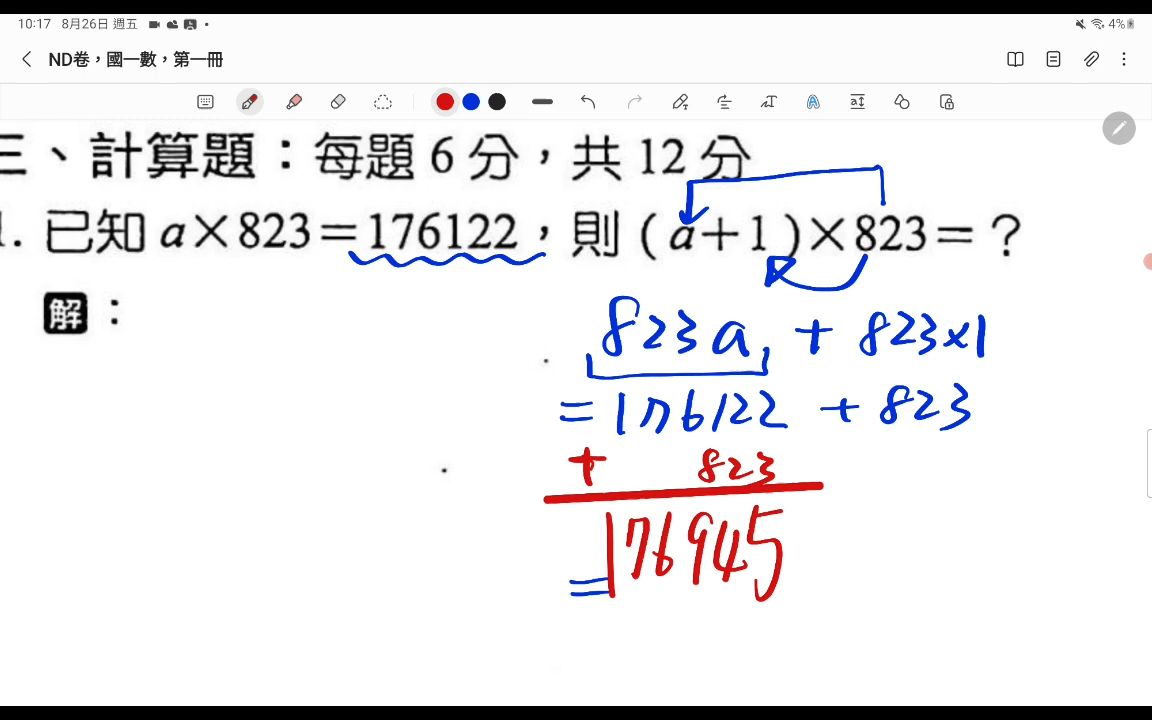 10:17 8月26日 週五 4%
ND卷，國一數，第一冊
三、計算題：每題 6 分，共 12 分
1. 已知 a×823=176122，則 (a+1)×823=？
解：
823a + 823×1
=176122 + 823
+ 823
=176945